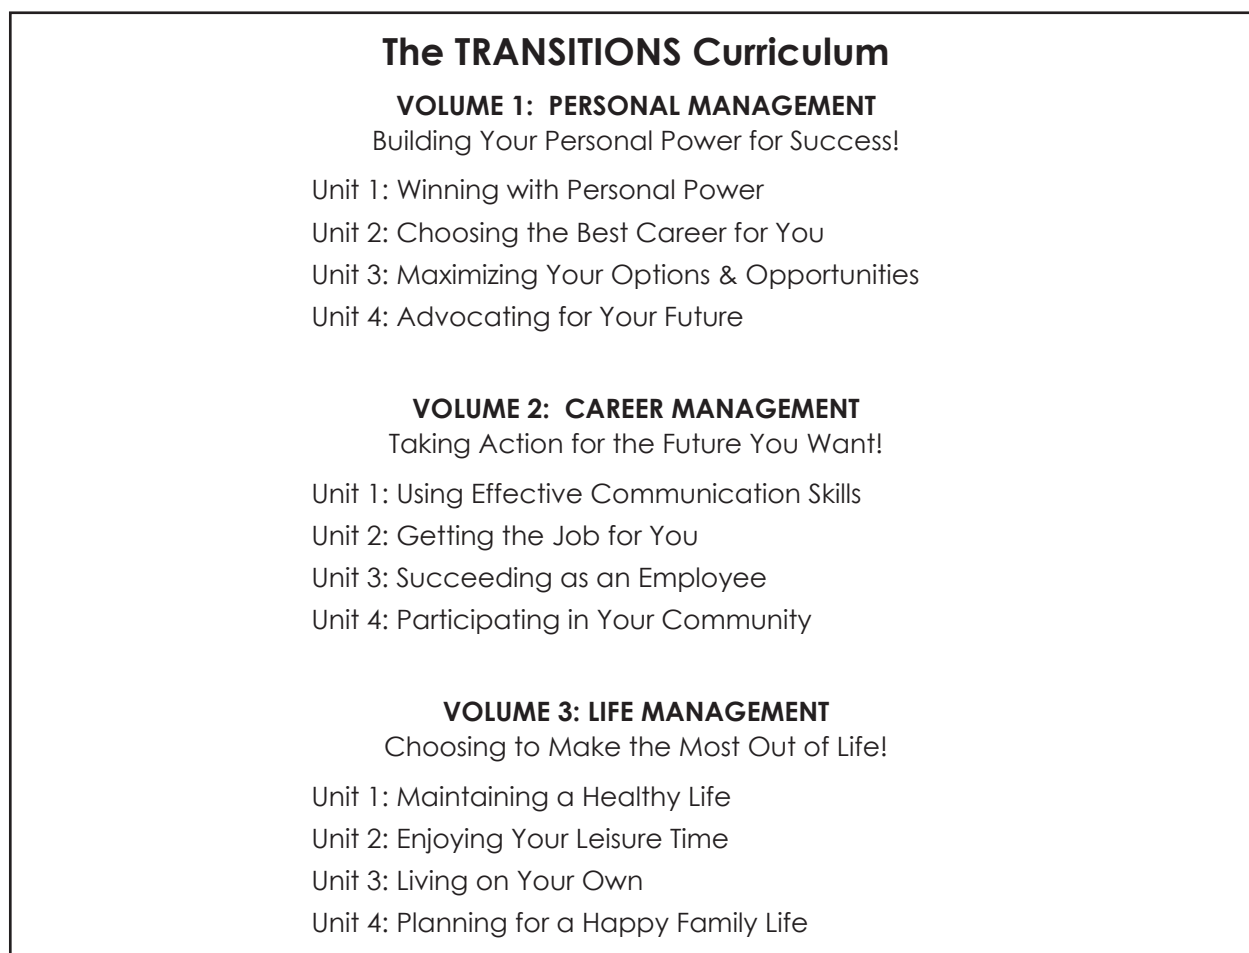 The TRANSITIONS Curriculum
VOLUME 1: PERSONAL MANAGEMENT
Building Your Personal Power for Success!
Unit 1: Winning with Personal Power
Unit 2: Choosing the Best Career for You
Unit 3: Maximizing Your Options & Opportunities
Unit 4: Advocating for Your Future
VOLUME 2: CAREER MANAGEMENT
Taking Action for the Future You Want!
Unit 1: Using Effective Communication Skills
Unit 2: Getting the Job for You
Unit 3: Succeeding as an Employee
Unit 4: Participating in Your Community
VOLUME 3: LIFE MANAGEMENT
Choosing to Make the Most Out of Life!
Unit 1: Maintaining a Healthy Life
Unit 2: Enjoying Your Leisure Time
Unit 3: Living on Your Own
Unit 4: Planning for a Happy Family Life